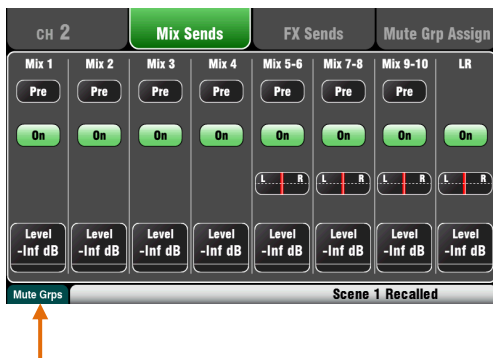 CH 2 Mix Sends FX Sends Mute Grp Assign
Mix 1 Mix 2 Mix 3 Mix 4 Mix 5-6 Mix 7-8 Mix 9-10 LR
Pre Pre Pre Pre Pre Pre Pre
On On On On On On On On
L R L R L R L R
Level Level Level Level Level Level Level Level
-Inf dB -Inf dB -Inf dB -Inf dB -Inf dB -Inf dB -Inf dB -Inf dB
Mute Grps Scene 1 Recalled